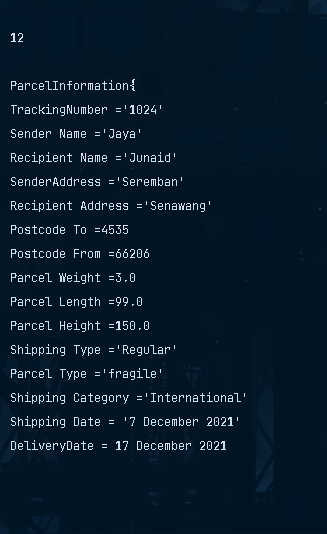 12
ParcelInformation{
TrackingNumber ='1024'
Sender Name ='Jaya'
Recipient Name ='Junaid'
SenderAddress ='Seremban'
Recipient Address ='Senawang'
Postcode To =4535
Postcode From =66206
Parcel Weight =3.0
Parcel Length =99.0
Parcel Height =150.0
Shipping Type ='Regular'
Parcel Type ='fragile'
Shipping Category ='International'
Shipping Date = '7 December 2021'
DeliveryDate = 17 December 2021